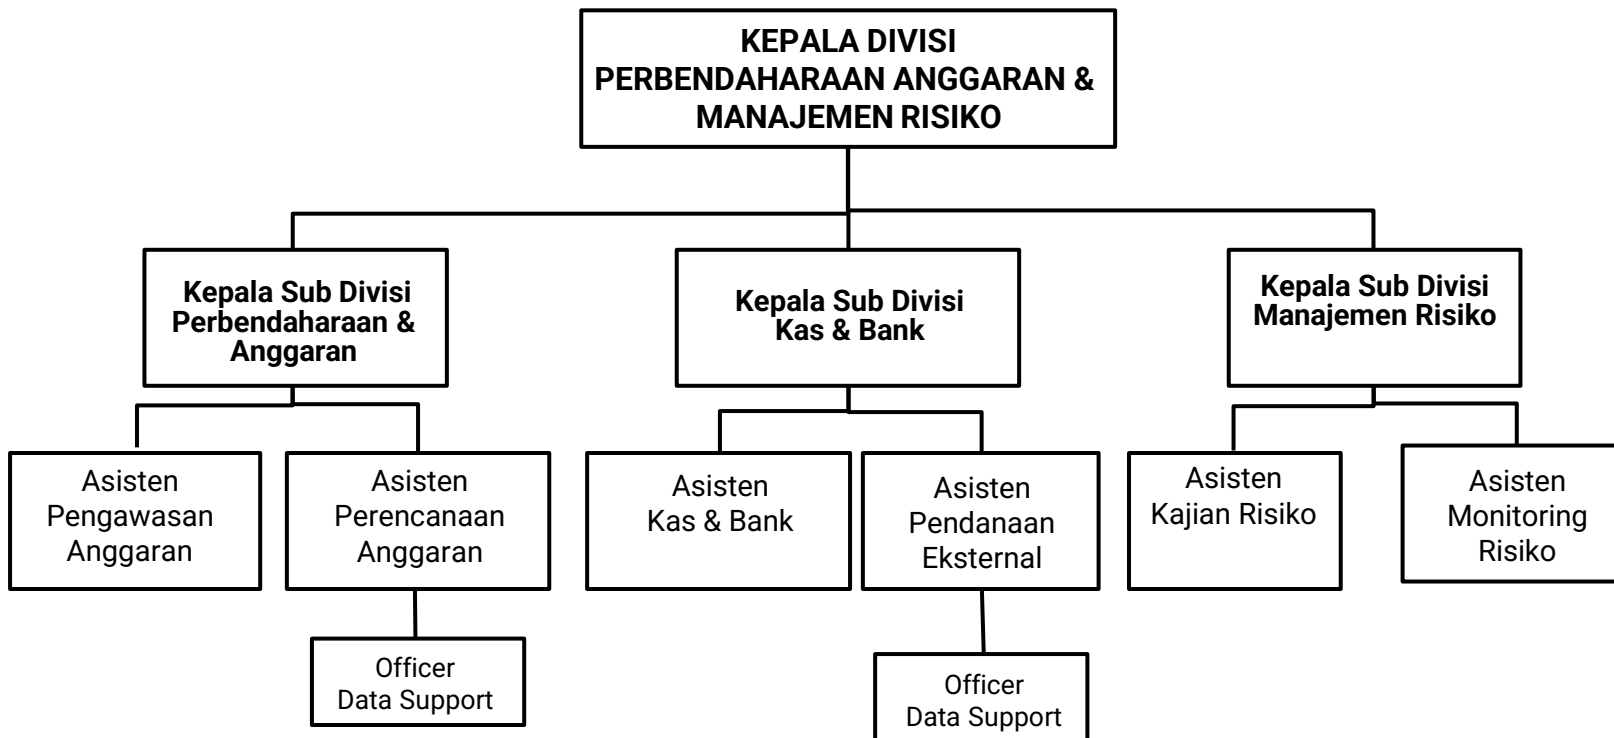 KEPALA DIVISI
PERBENDAHARAAN ANGGARAN &
MANAJEMEN RISIKO
Kepala Sub Divisi
Perbendaharaan &
Anggaran
Kepala Sub Divisi
Kas & Bank
Kepala Sub Divisi
Manajemen Risiko
Asisten
Pengawasan
Anggaran
Asisten
Perencanaan
Anggaran
Asisten
Kas & Bank
Asisten
Pendanaan
Eksternal
Asisten
Kajian Risiko
Asisten
Monitoring
Risiko
Officer
Data Support
Officer
Data Support